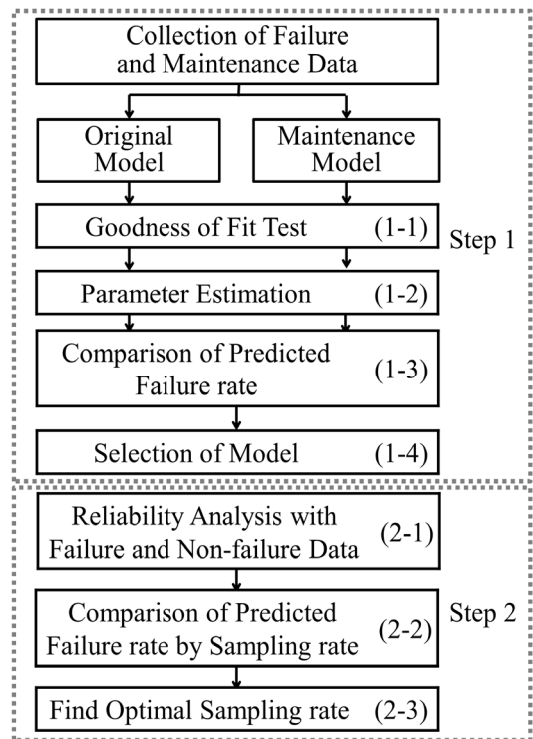 Collection of Failure
and Maintenance Data
Original
Model
Maintenance
Model
Goodness of Fit Test (1-1)
Step 1
Parameter Estimation (1-2)
Comparison of Predicted
Failure rate (1-3)
Selection of Model (1-4)
Reliability Analysis with
Failure and Non-failure Data (2-1)
Comparison of Predicted
Failure rate by Sampling rate (2-2)
Step 2
Find Optimal Sampling rate (2-3)